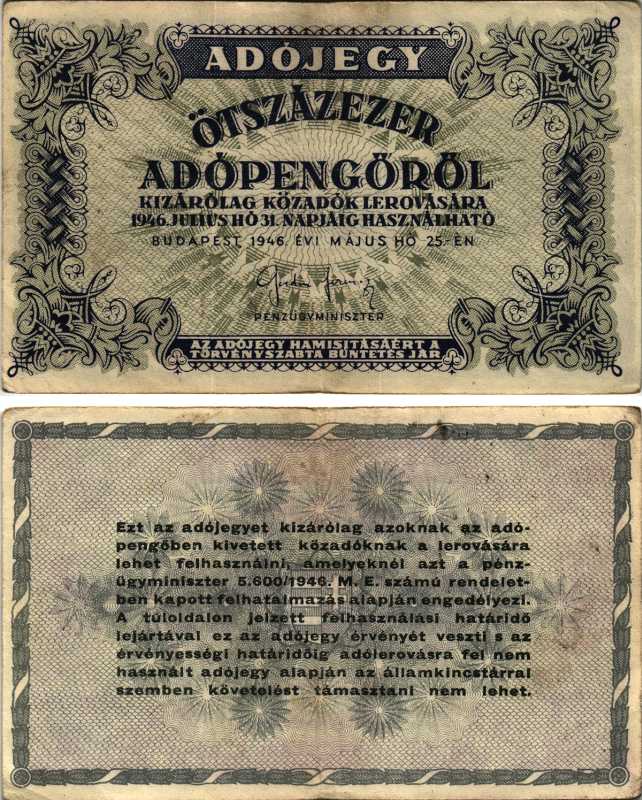 ADÓJEGY
ÖTSZÁZEZER
ADÓPENGŐRŐL
KIZÁRÓLAG KÖZADÓK LEROVÁSÁRA
1946. JÚLIUS HÓ 31. NAPJÁIG HASZNÁLHATÓ
BUDAPEST, 1946. ÉVI MÁJUS HÓ 25.-ÉN
PÉNZÜGYMINISZTER
AZ ADÓJEGY HAMISITÁSÁÉRT A
TÖRVÉNYSZABTA BÜNTETÉS JÁR
Ezt az adójegyet kizárólag azoknak az adó-
pengőben kivetett közadóknak a lerovására
lehet felhasználni, amelyeknél azt a pénz-
ügyminiszter 5.600/1946. M. E. számú rendelet-
ben kapott felhatalmazás alapján engedélyezi.
A túloldalon jelzett felhasználási határidő
lejártával ez az adójegy érvényét veszti s az
érvényességi határidőig adólerovásra fel nem
használt adójegy alapján az államkincstárral
szemben követelést támasztani nem lehet.